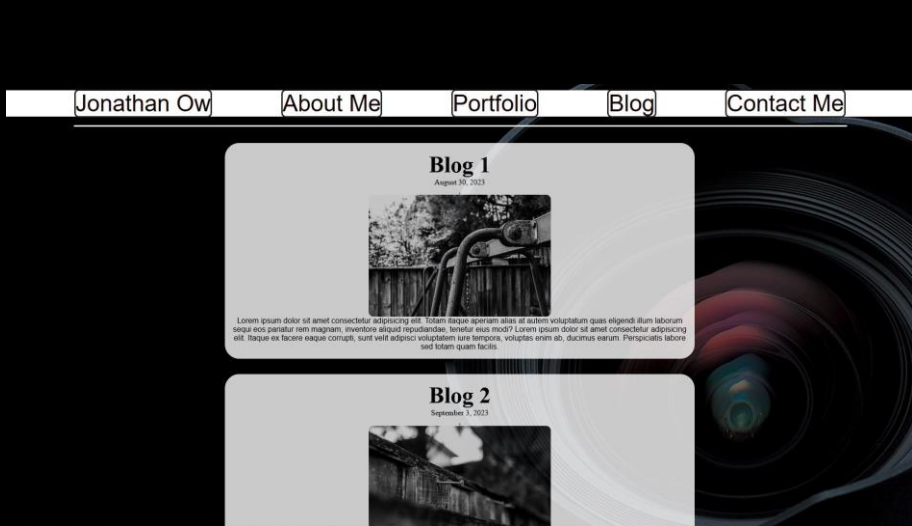 Jonathan Ow
About Me
Portfolio
Blog
Contact Me
Blog 1
August 30, 2023
Lorem ipsum dolor sit amet consectetur adipisicing elit. Totam itaque aperiam alias at autem voluptatum quas eligendi illum laborum
sequi eos pariatur rem magnam, inventore aliquid repudiandae, tenetur eius modi? Lorem ipsum dolor sit amet consectetur adipisicing
elit. Itaque ex facere eaque corrupti, sunt velit adipisci voluptatem iure tempora, voluptas enim ab, ducimus earum. Perspiciatis labore
sed totam quam facilis.
Blog 2
September 3, 2023